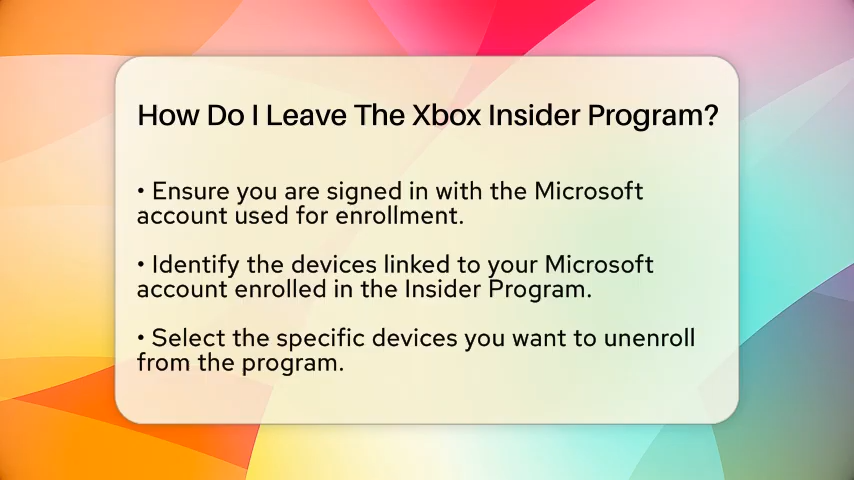 How Do I Leave The Xbox Insider Program?
• Ensure you are signed in with the Microsoft
account used for enrollment.
• Identify the devices linked to your Microsoft
account enrolled in the Insider Program.
• Select the specific devices you want to unenroll
from the program.